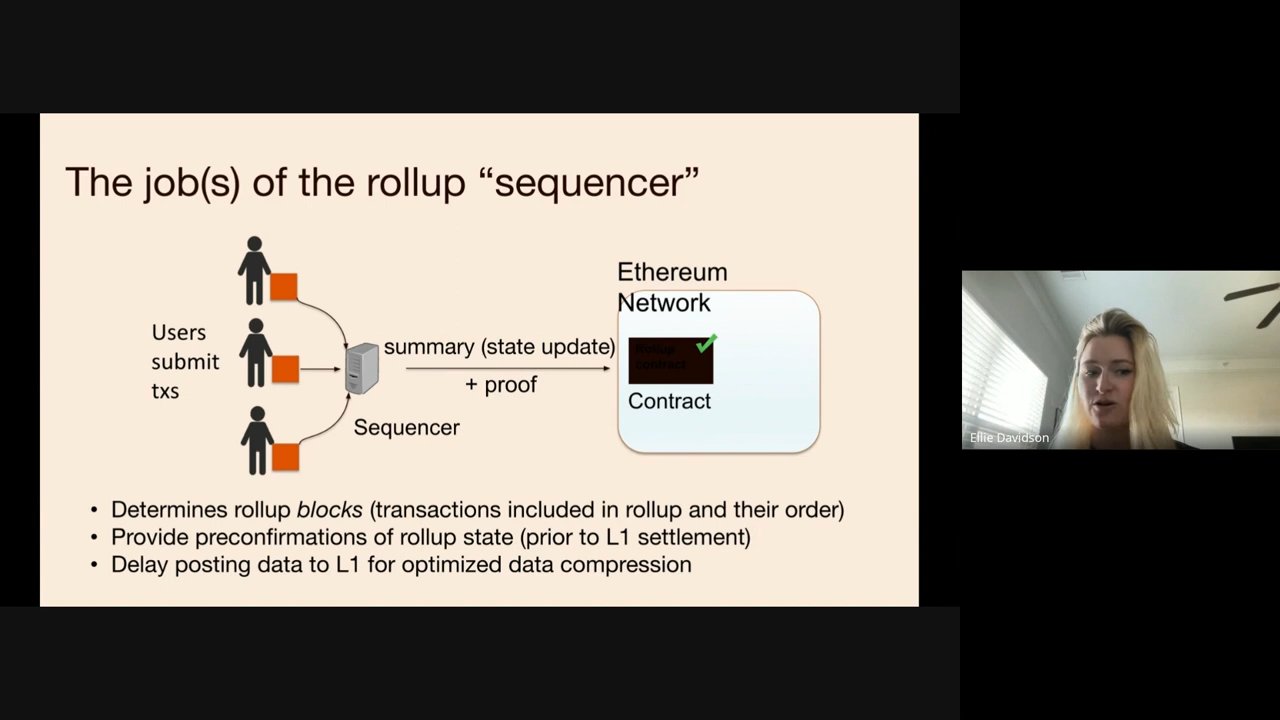 The job(s) of the rollup “sequencer”
Users
submit
txs
summary (state update)
+ proof
Sequencer
Ethereum
Network
Rollup
contract
Contract
• Determines rollup blocks (transactions included in rollup and their order)
• Provide preconfirmations of rollup state (prior to L1 settlement)
• Delay posting data to L1 for optimized data compression
Ellie Davidson